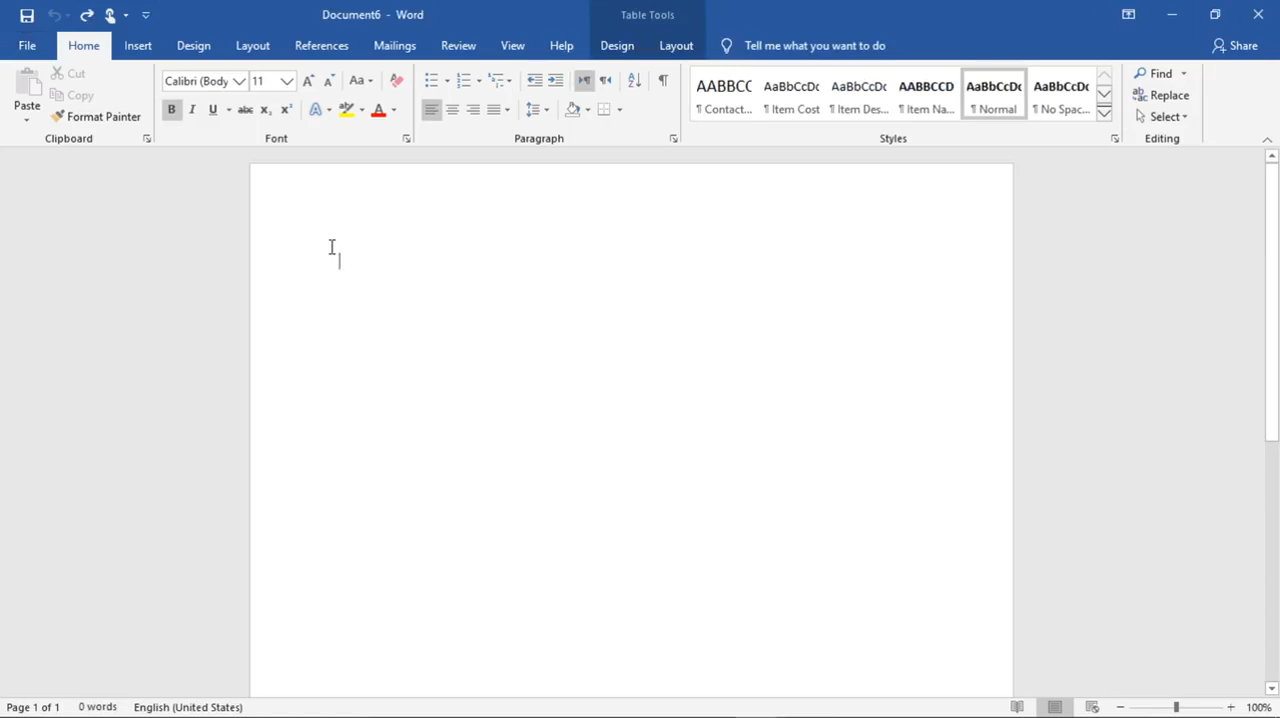 Document6 - Word
Table Tools
File Home Insert Design Layout References Mailings Review View Help Design Layout Tell me what you want to do Share
Paste
Cut
Copy
Format Painter
Clipboard
Calibri (Body 11
Aa
B I U abc x₂ x² A ab A
Font
Paragraph
AABBCC AaBbCcDc AaBbCcDc AABBCCD AaBbCcDc AaBbCcDc
¶ Contact... ¶ Item Cost ¶ Item Des... ¶ Item Na... ¶ Normal ¶ No Spac...
Styles
Find
Replace
Select
Editing
Page 1 of 1 0 words English (United States) 100%